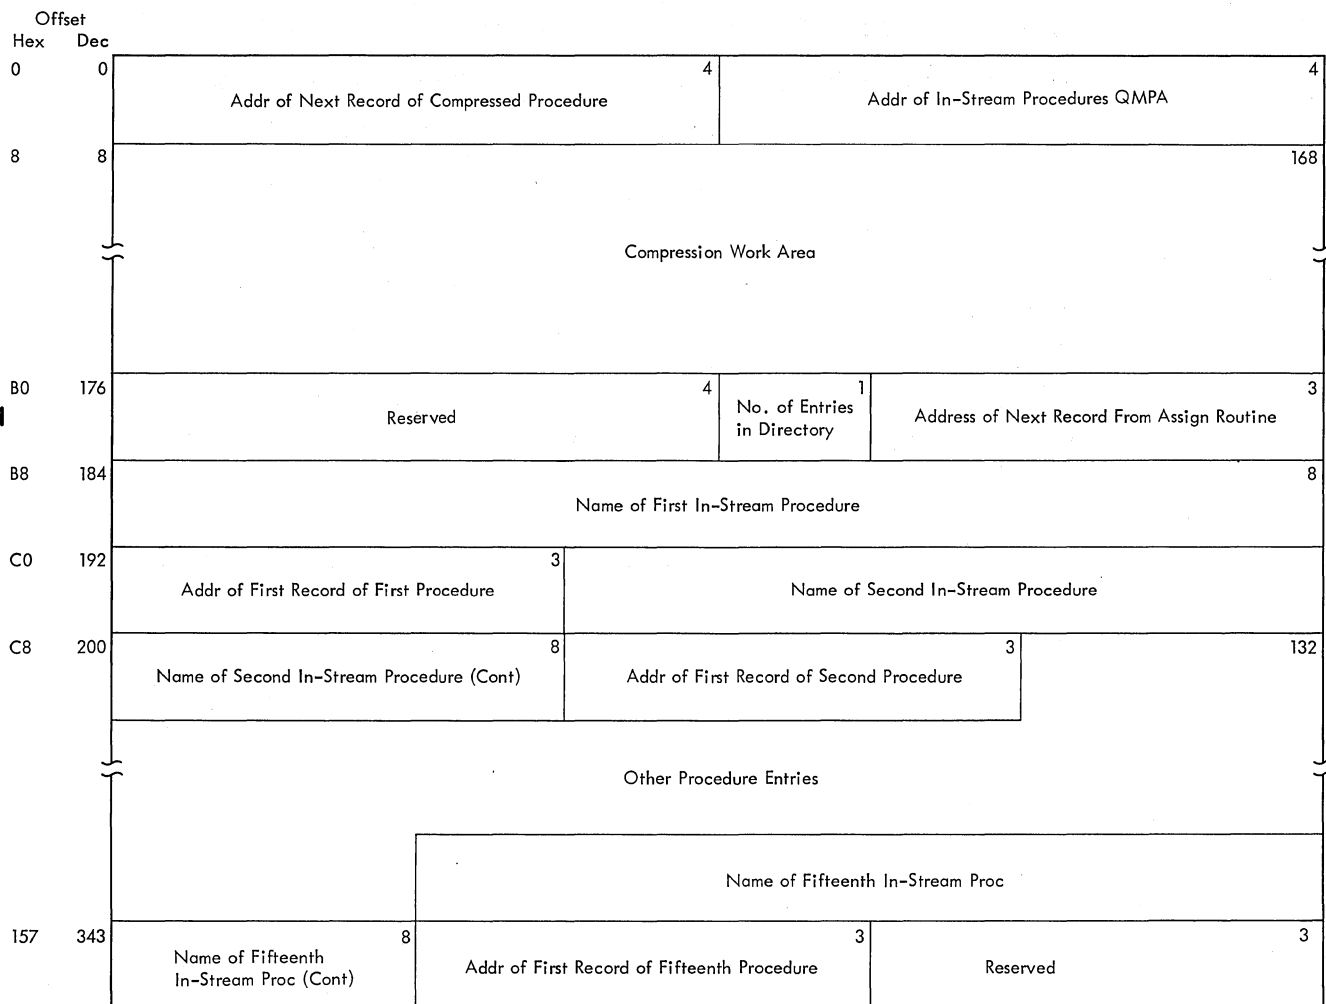 Offset
Hex Dec
0 0 4 4
Addr of Next Record of Compressed Procedure Addr of In-Stream Procedures QMPA
8 8 168
Compression Work Area
B0 176 4 1 3
Reserved No. of Entries in Directory Address of Next Record From Assign Routine
B8 184 8
Name of First In-Stream Procedure
C0 192 3
Addr of First Record of First Procedure Name of Second In-Stream Procedure
C8 200 8 3 132
Name of Second In-Stream Procedure (Cont) Addr of First Record of Second Procedure
Other Procedure Entries
Name of Fifteenth In-Stream Proc
157 343 8 3 3
Name of Fifteenth
In-Stream Proc (Cont) Addr of First Record of Fifteenth Procedure Reserved